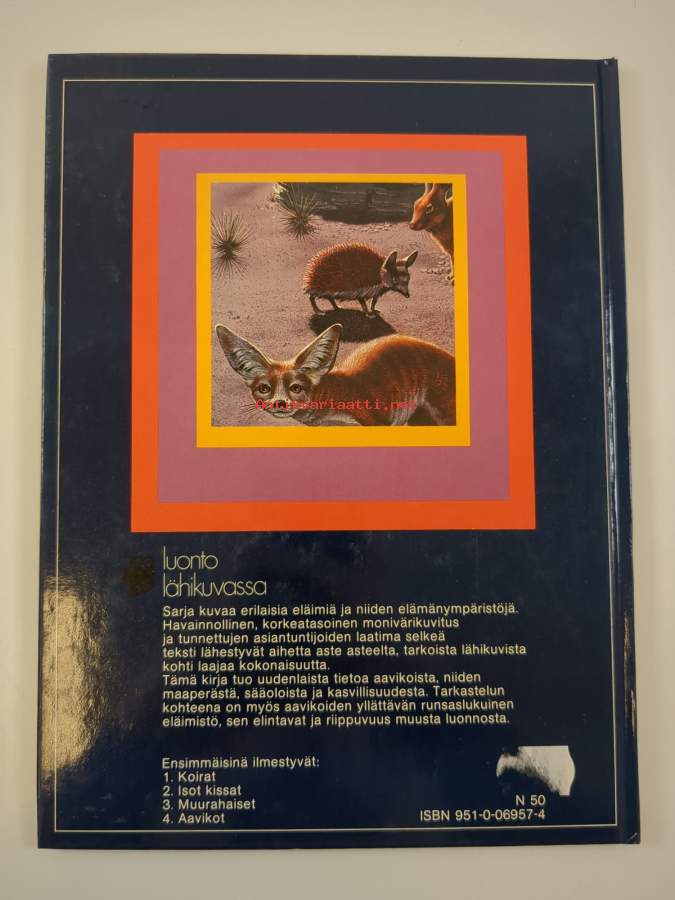 Antikvariaatti.net
luonto
lähikuvassa
Sarja kuvaa erilaisia eläimiä ja niiden elämänympäristöjä.
Havainnollinen, korkeatasoinen monivärikuvitus
ja tunnettujen asiantuntijoiden laatima selkeä
teksti lähestyvät aihetta aste asteelta, tarkoista lähikuvista
kohti laajaa kokonaisuutta.
Tämä kirja tuo uudenlaista tietoa aavikoista, niiden
maaperästä, sääoloista ja kasvillisuudesta. Tarkastelun
kohteena on myös aavikoiden yllättävän runsaslukuinen
eläimistö, sen elintavat ja riippuvuus muusta luonnosta.
Ensimmäisinä ilmestyvät:
1. Koirat
2. Isot kissat
3. Muurahaiset
4. Aavikot
N 50
ISBN 951-0-06957-4